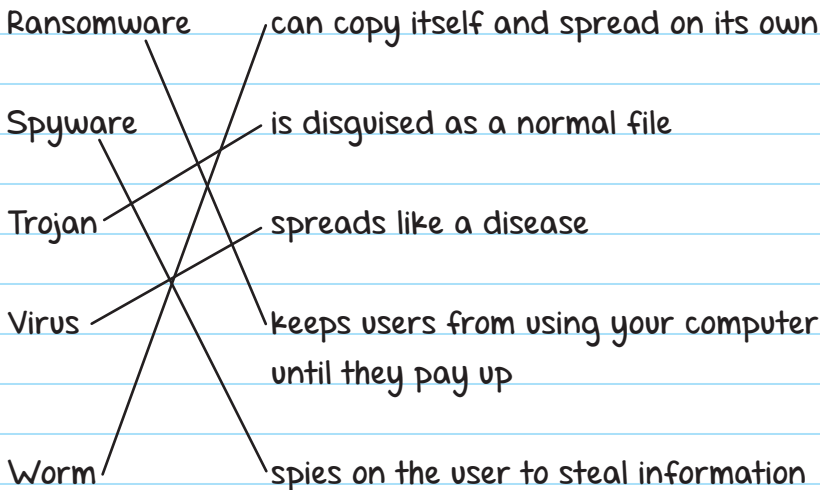 Ransomware can copy itself and spread on its own
Spyware is disguised as a normal file
Trojan spreads like a disease
Virus keeps users from using your computer
until they pay up
Worm spies on the user to steal information